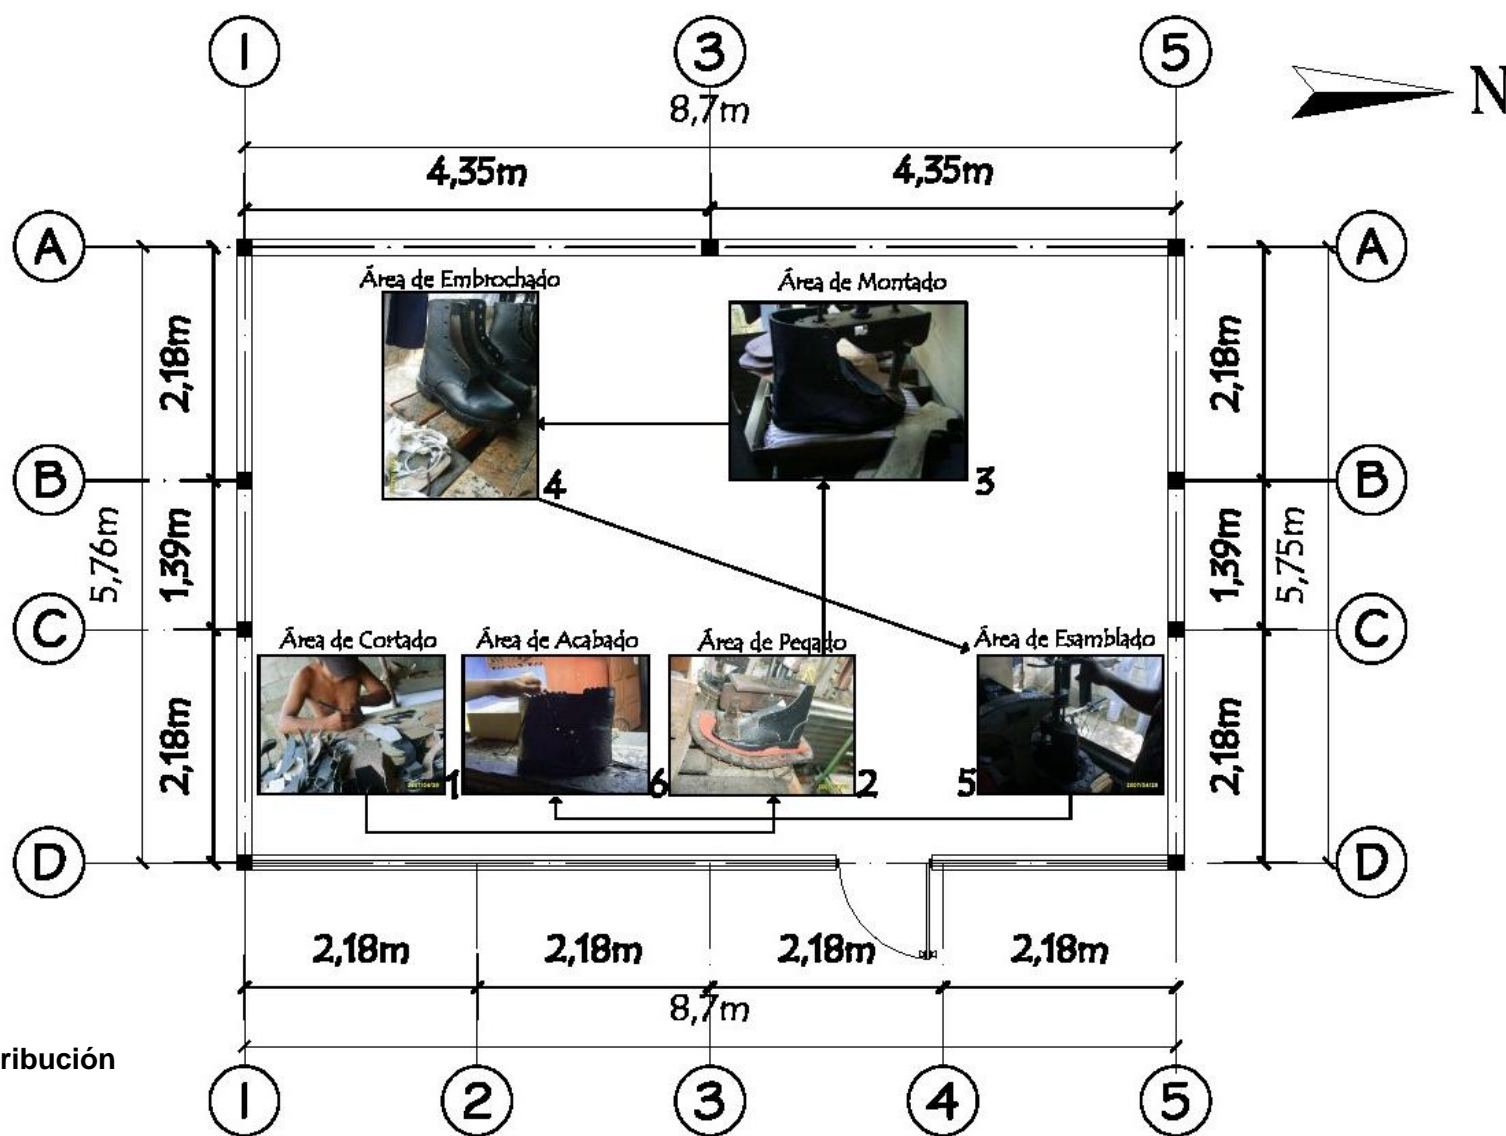 1 3 5
N
8,7m
4,35m 4,35m
A A
Área de Embrochado Área de Montado
2,18m 2,18m
4 3
B B
5,76m 1,39m 1,39m 5,75m
C C
Área de Cortado Área de Acabado Área de Pegado Área de Esamblado
2,18m 2,18m
1 6 2 5
D D
2,18m 2,18m 2,18m 2,18m
8,7m
ribución
1 2 3 4 5